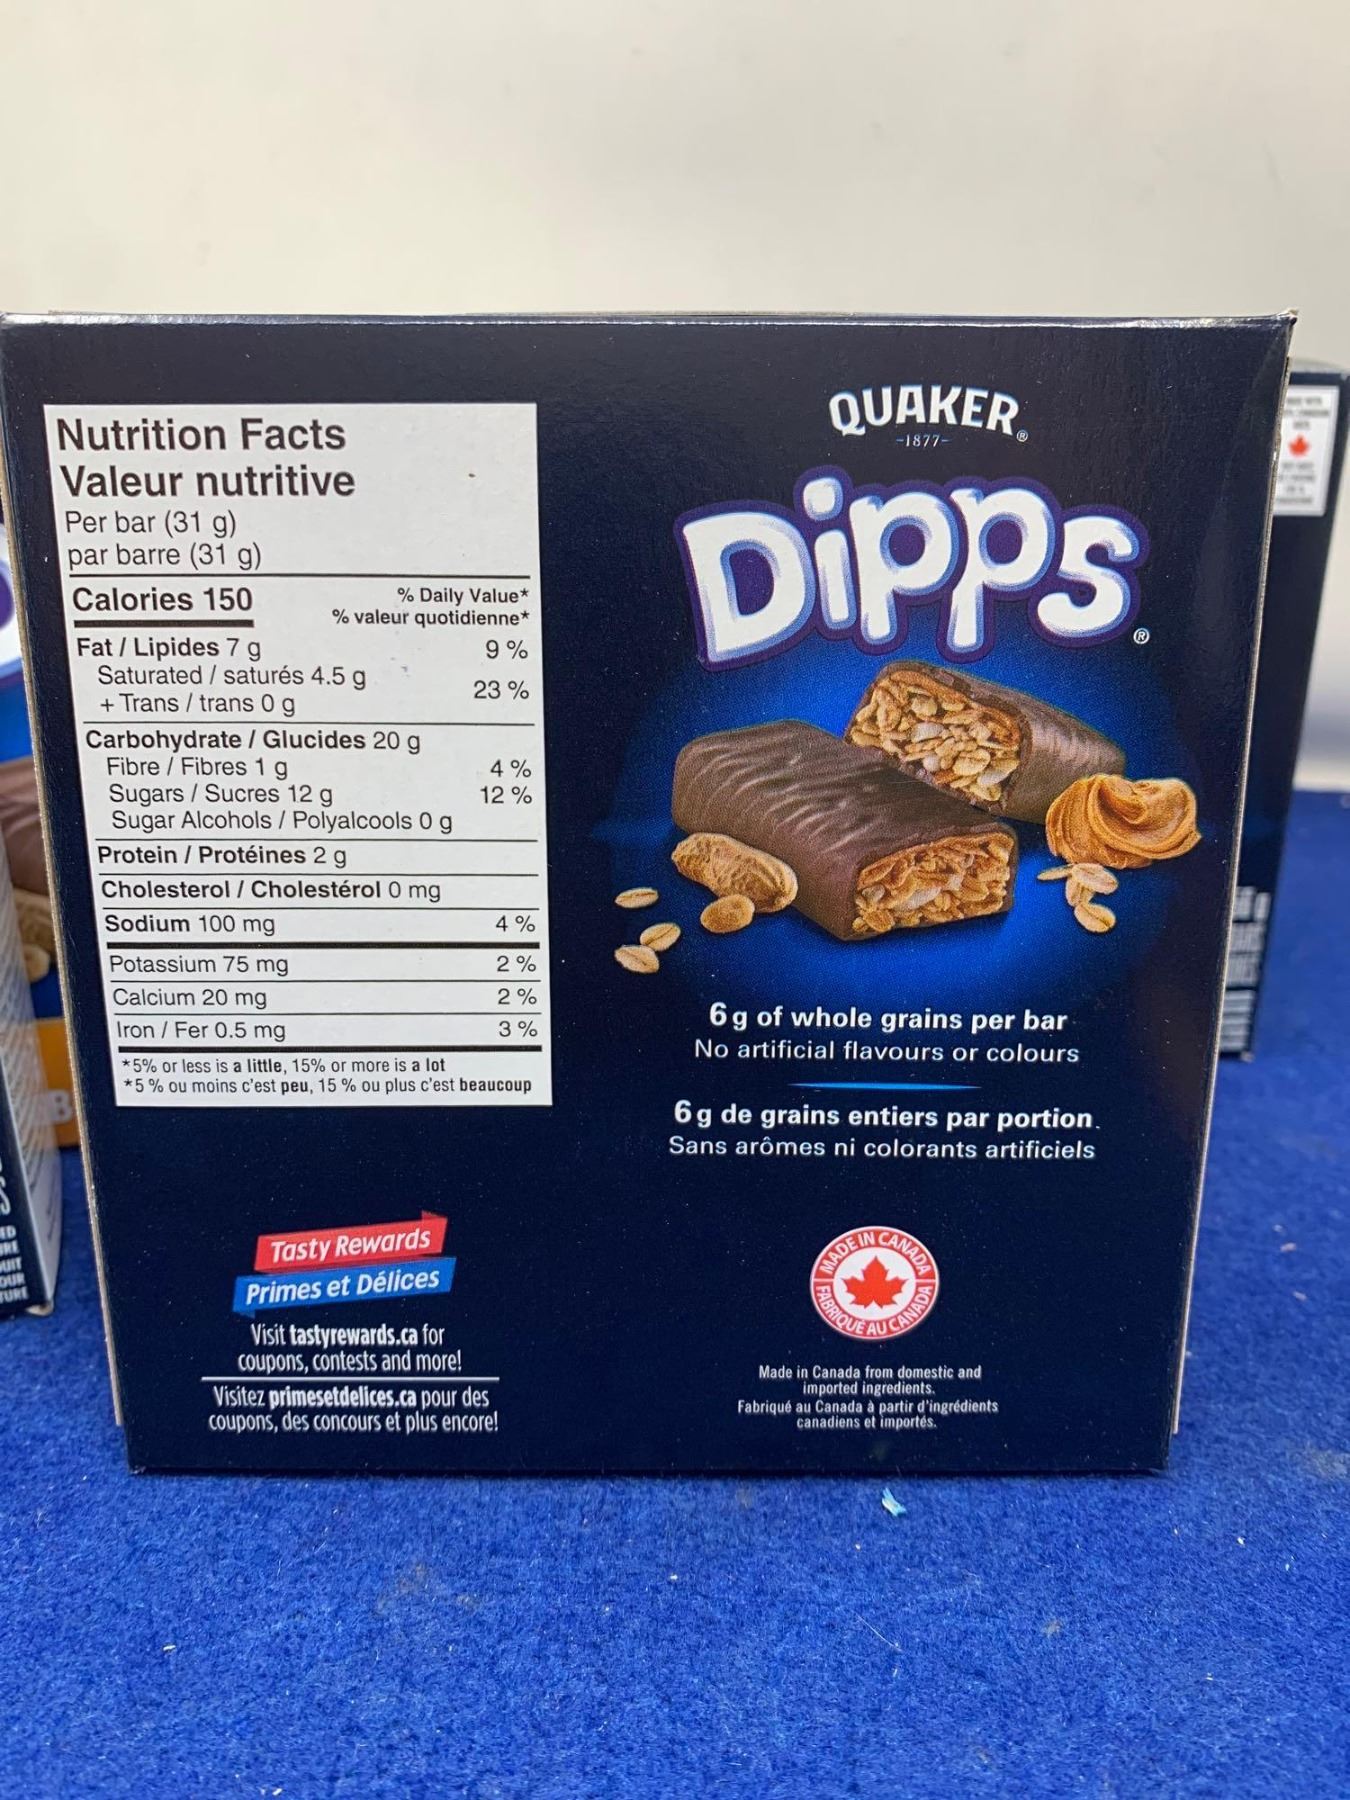 Nutrition Facts
Valeur nutritive
Per bar (31 g)
par barre (31 g)
Calories 150
% Daily Value*
% valeur quotidienne*
Fat / Lipides 7 g 9 %
Saturated / saturés 4.5 g
+ Trans / trans 0 g 23 %
Carbohydrate / Glucides 20 g
Fibre / Fibres 1 g 4 %
Sugars / Sucres 12 g 12 %
Sugar Alcohols / Polyalcools 0 g
Protein / Protéines 2 g
Cholesterol / Cholestérol 0 mg
Sodium 100 mg 4 %
Potassium 75 mg 2 %
Calcium 20 mg 2 %
Iron / Fer 0.5 mg 3 %
*5% or less is a little, 15% or more is a lot
*5 % ou moins c'est peu, 15 % ou plus c'est beaucoup
Tasty Rewards
Primes et Délices
Visit tastyrewards.ca for
coupons, contests and more!
Visitez primesetdelices.ca pour des
coupons, des concours et plus encore!
QUAKER®
-1877-
Dipps®
6 g of whole grains per bar
No artificial flavours or colours
6 g de grains entiers par portion.
Sans arômes ni colorants artificiels
MADE IN CANADA
FABRIQUÉ AU CANADA
Made in Canada from domestic and
imported ingredients.
Fabriqué au Canada à partir d'ingrédients
canadiens et importés.